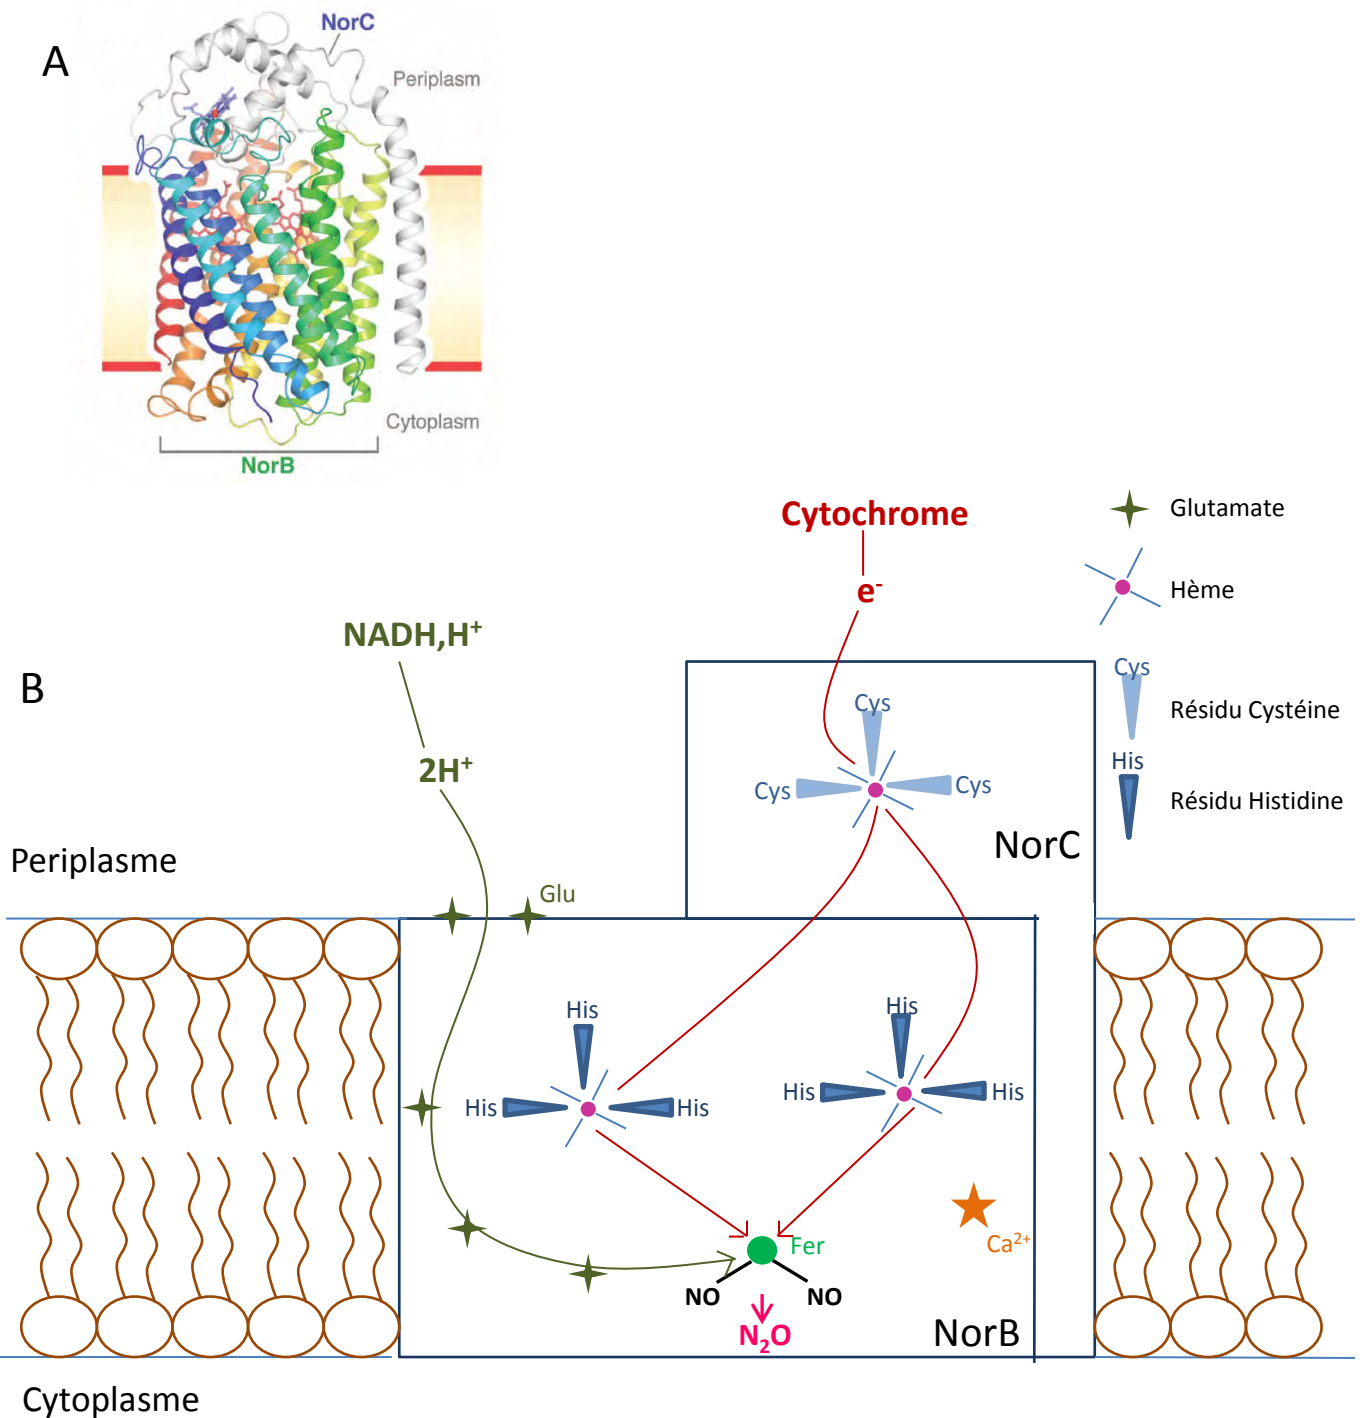 A
NorC
Periplasm
Cytoplasm
NorB
Cytochrome
e-
NADH,H+
2H+
Glutamate
Hème
Cys
Résidu Cystéine
His
Résidu Histidine
B
Cys
Cys
Cys
NorC
Periplasme
Glu
His
His
His
His
His
His
Ca2+
Fer
NO
NO
N2O
NorB
Cytoplasme